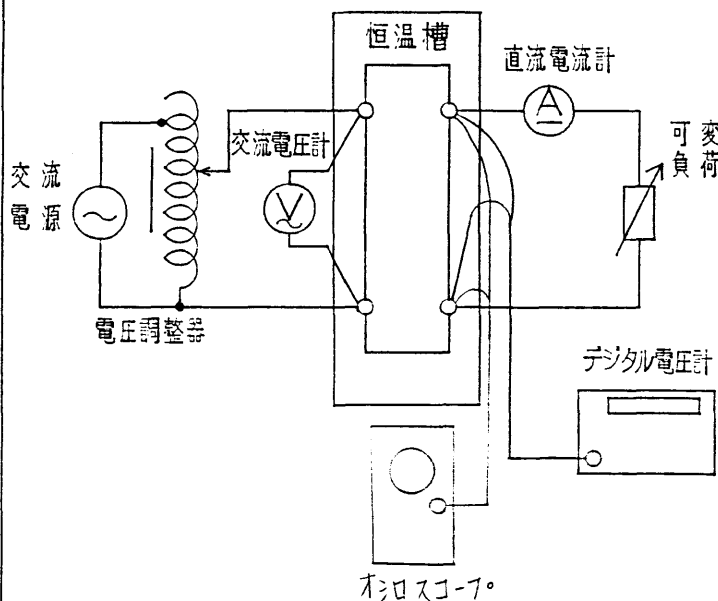 恒温槽
直流電流計
A
可変
負荷
交流電圧計
V
交流
電源
電圧調整器
デジタル電圧計
オシロスコープ